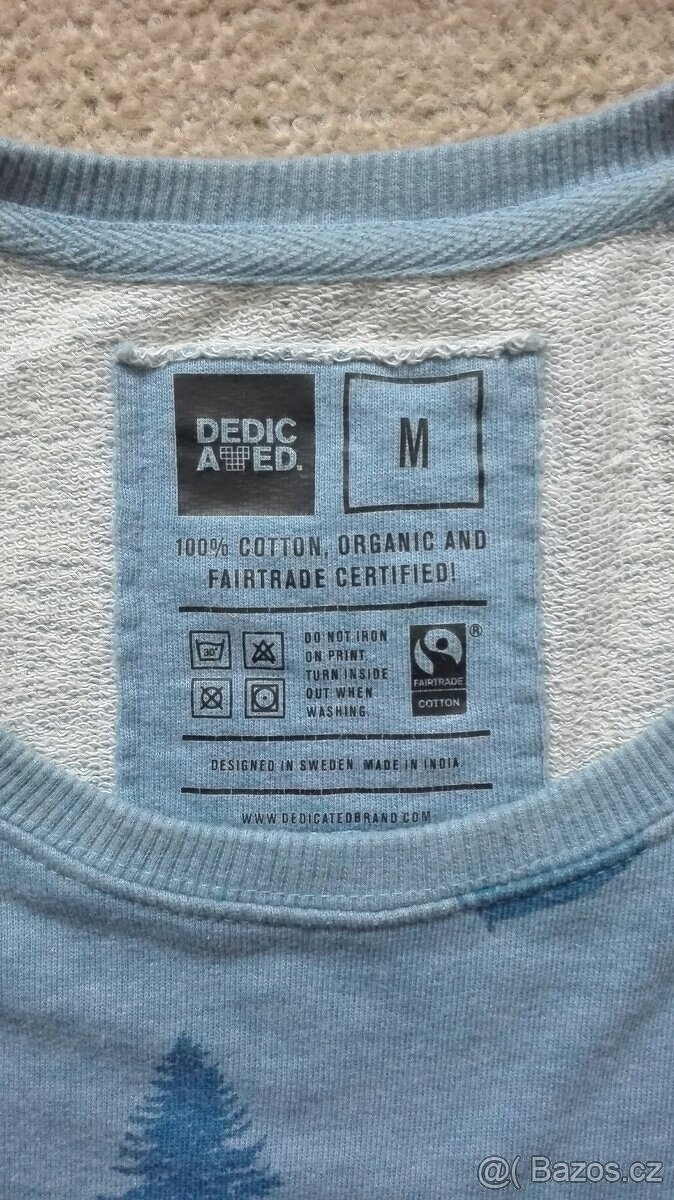 DEDIC
ATED.
M
100% COTTON, ORGANIC AND
FAIRTRADE CERTIFIED!
30°
DO NOT IRON
ON PRINT.
TURN INSIDE
OUT WHEN
WASHING.
®
FAIRTRADE
COTTON
DESIGNED IN SWEDEN. MADE IN INDIA.
WWW.DEDICATEDBRAND.COM
@( Bazos.cz